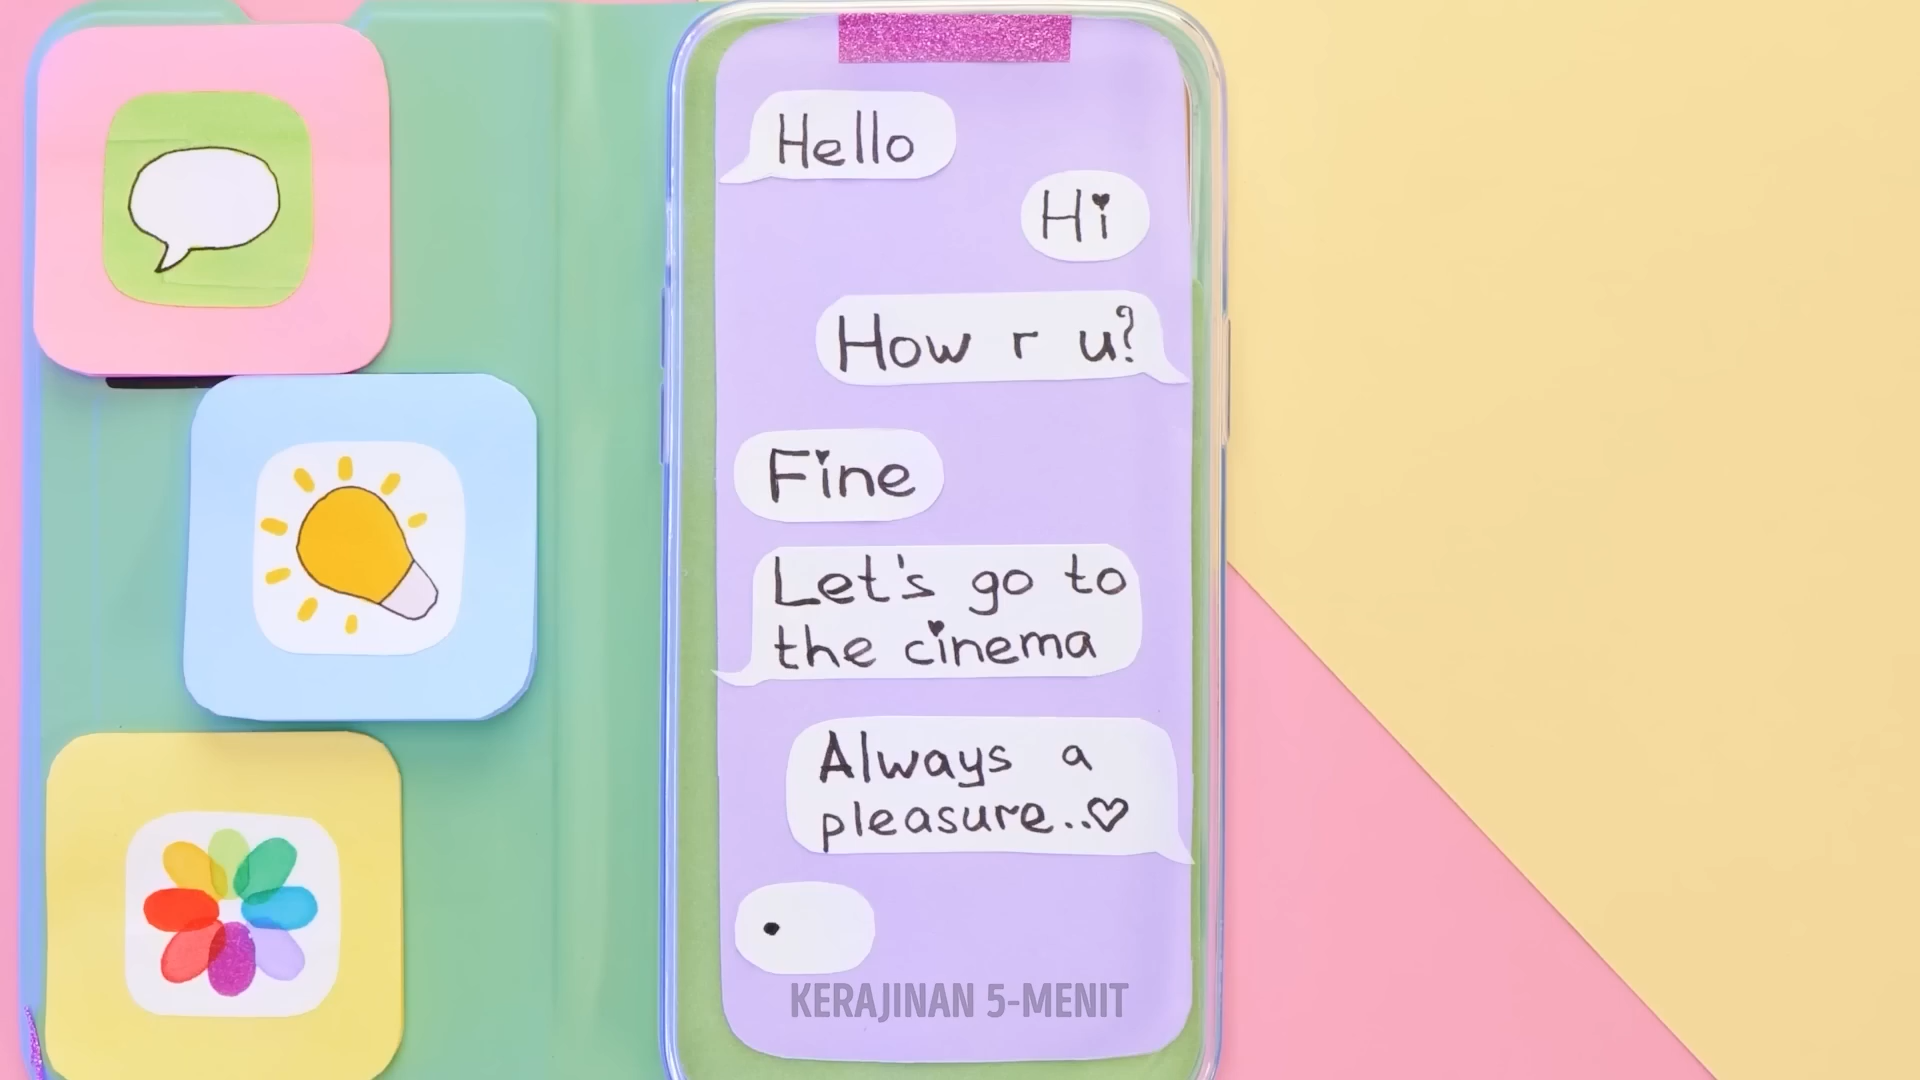 Hello
Hi
How r u?
Fine
Let's go to
the cinema
Always a
pleasure..♡
KERAJINAN 5-MENIT